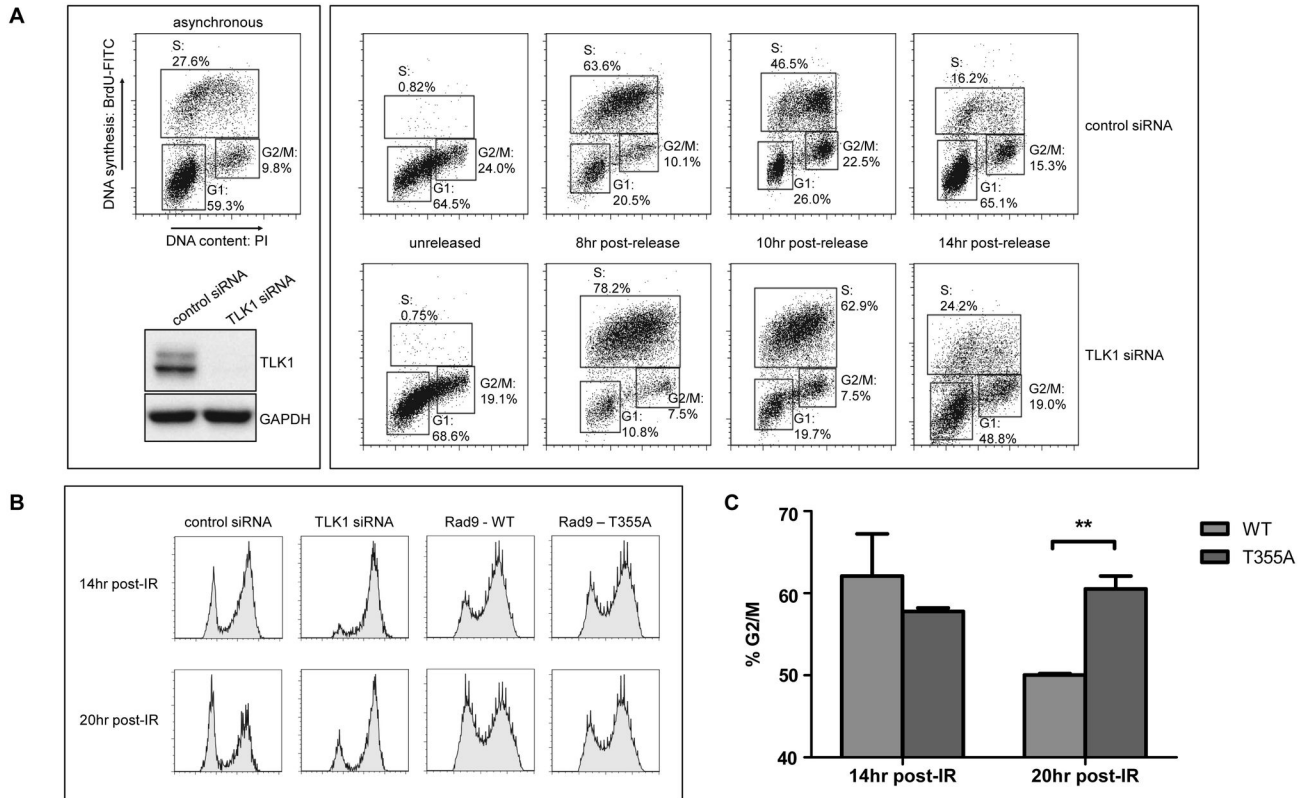 A
asynchronous
DNA synthesis: BrdU-FITC
S:
27.6%
G2/M:
9.8%
G1:
59.3%
DNA content: PI
control siRNA
TLK1 siRNA
TLK1
GAPDH
S:
0.82%
G2/M:
24.0%
G1:
64.5%
S:
63.6%
G2/M:
10.1%
G1:
20.5%
S:
46.5%
G2/M:
22.5%
G1:
26.0%
S:
16.2%
G2/M:
15.3%
G1:
65.1%
control siRNA
unreleased
8hr post-release
10hr post-release
14hr post-release
S:
0.75%
G2/M:
19.1%
G1:
68.6%
S:
78.2%
G2/M:
7.5%
G1:
10.8%
S:
62.9%
G2/M:
7.5%
G1:
19.7%
S:
24.2%
G2/M:
19.0%
G1:
48.8%
TLK1 siRNA
B
control siRNA
TLK1 siRNA
Rad9 - WT
Rad9 – T355A
14hr post-IR
20hr post-IR
C
% G2/M
70
60
50
40
**
WT
T355A
14hr post-IR
20hr post-IR